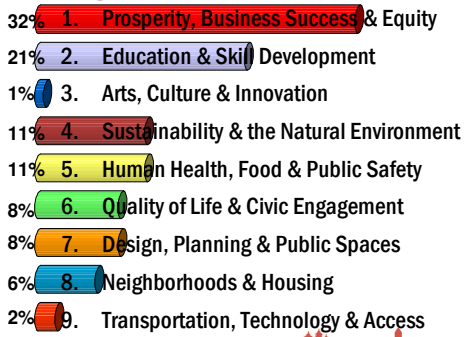 32% 1. Prosperity, Business Success & Equity
21% 2. Education & Skill Development
1% 3. Arts, Culture & Innovation
11% 4. Sustainability & the Natural Environment
11% 5. Human Health, Food & Public Safety
8% 6. Quality of Life & Civic Engagement
8% 7. Design, Planning & Public Spaces
6% 8. Neighborhoods & Housing
2% 9. Transportation, Technology & Access